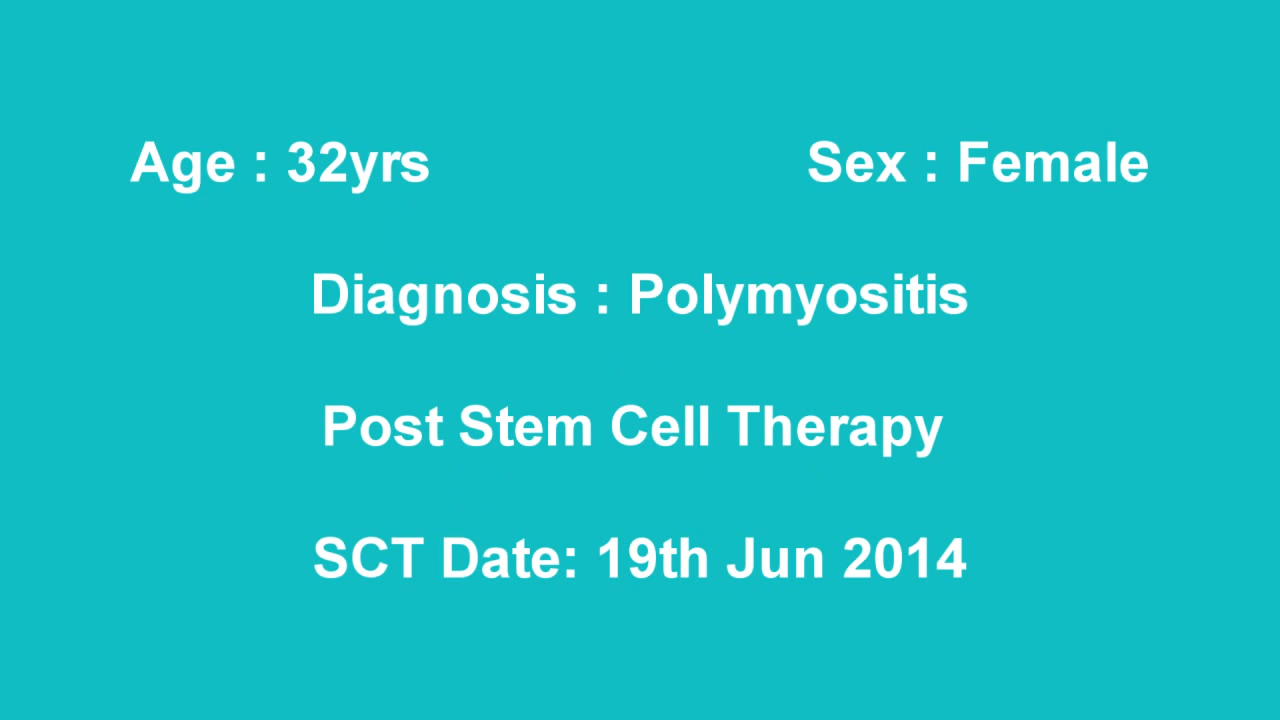 Age : 32yrs Sex : Female
Diagnosis : Polymyositis
Post Stem Cell Therapy
SCT Date: 19th Jun 2014